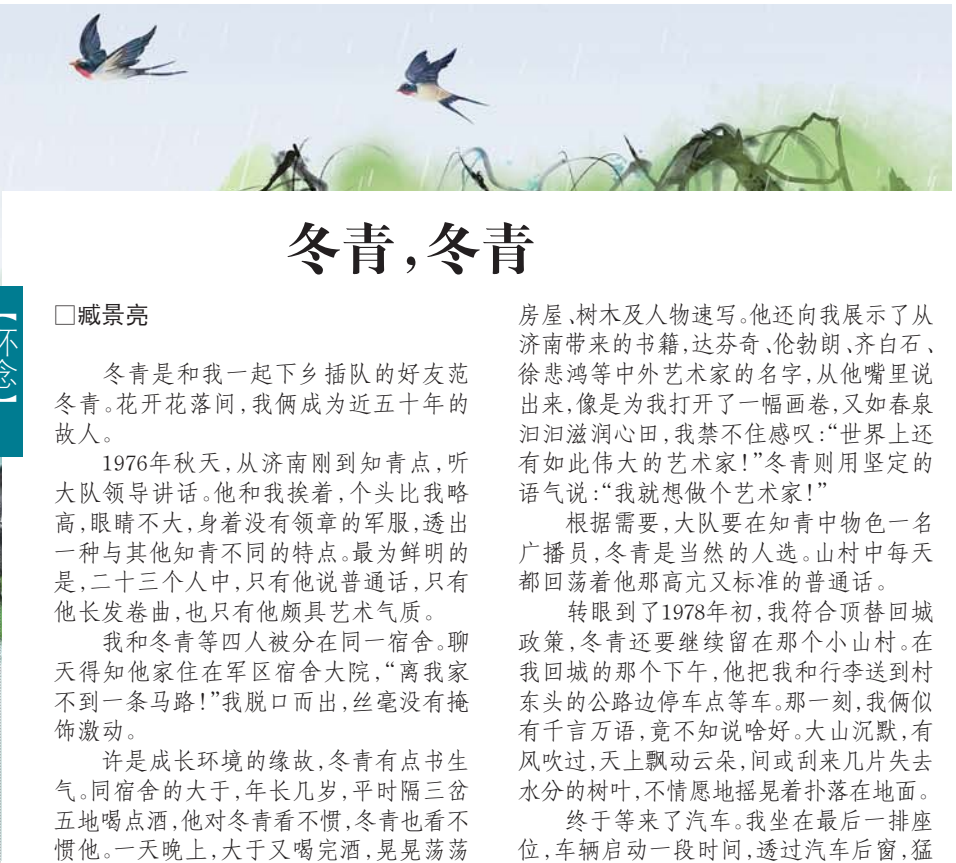 冬青，冬青
【怀念】
□臧景亮
冬青是和我一起下乡插队的好友范
冬青。花开花落间，我俩成为近五十年的
故人。
1976年秋天，从济南刚到知青点，听
大队领导讲话。他和我挨着，个头比我略
高，眼睛不大，身着没有领章的军服，透出
一种与其他知青不同的特点。最为鲜明的
是，二十三个人中，只有他说普通话，只有
他长发卷曲，也只有他颇具艺术气质。
我和冬青等四人被分在同一宿舍。聊
天得知他家住在军区宿舍大院，“离我家
不到一条马路！”我脱口而出，丝毫没有掩
饰激动。
许是成长环境的缘故，冬青有点书生
气。同宿舍的大于，年长几岁，平时隔三岔
五地喝点酒，他对冬青看不惯，冬青也看不
惯他。一天晚上，大于又喝完酒，晃晃荡荡
房屋、树木及人物速写。他还向我展示了从
济南带来的书籍，达芬奇、伦勃朗、齐白石、
徐悲鸿等中外艺术家的名字，从他嘴里说
出来，像是为我打开了一幅画卷，又如春泉
汩汩滋润心田，我禁不住感叹：“世界上还
有如此伟大的艺术家！”冬青则用坚定的
语气说：“我就想做个艺术家！”
根据需要，大队要在知青中物色一名
广播员，冬青是当然的人选。山村中每天
都回荡着他那高亢又标准的普通话。
转眼到了1978年初，我符合顶替回城
政策，冬青还要继续留在那个小山村。在
我回城的那个下午，他把我和行李送到村
东头的公路边停车点等车。那一刻，我俩似
有千言万语，竟不知说啥好。大山沉默，有
风吹过，天上飘动云朵，间或刮来几片失去
水分的树叶，不情愿地摇晃着扑落在地面。
终于等来了汽车。我坐在最后一排座
位，车辆启动一段时间，透过汽车后窗，猛